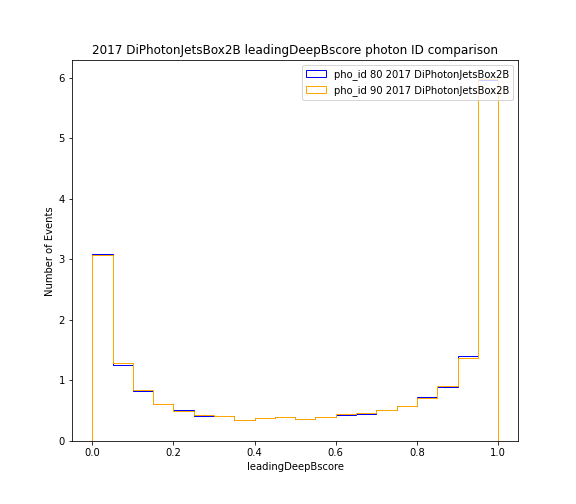 2017 DiPhotonJetsBox2B leadingDeepBscore photon ID comparison
pho_id 80 2017 DiPhotonJetsBox2B
pho_id 90 2017 DiPhotonJetsBox2B
Number of Events
6
5
4
3
2
1
0
0.0 0.2 0.4 0.6 0.8 1.0
leadingDeepBscore